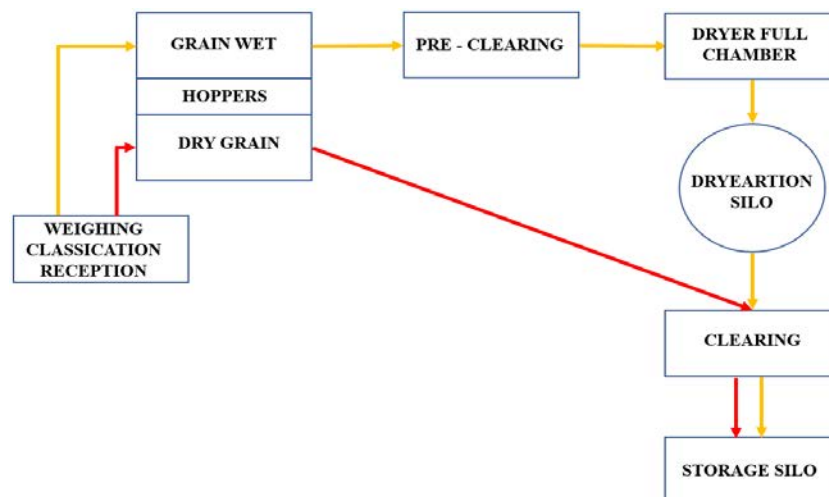 GRAIN WET
PRE - CLEARING
DRYER FULL
CHAMBER
HOPPERS
DRY GRAIN
DRYEARTION
SILO
WEIGHING
CLASSICATION
RECEPTION
CLEARING
STORAGE SILO